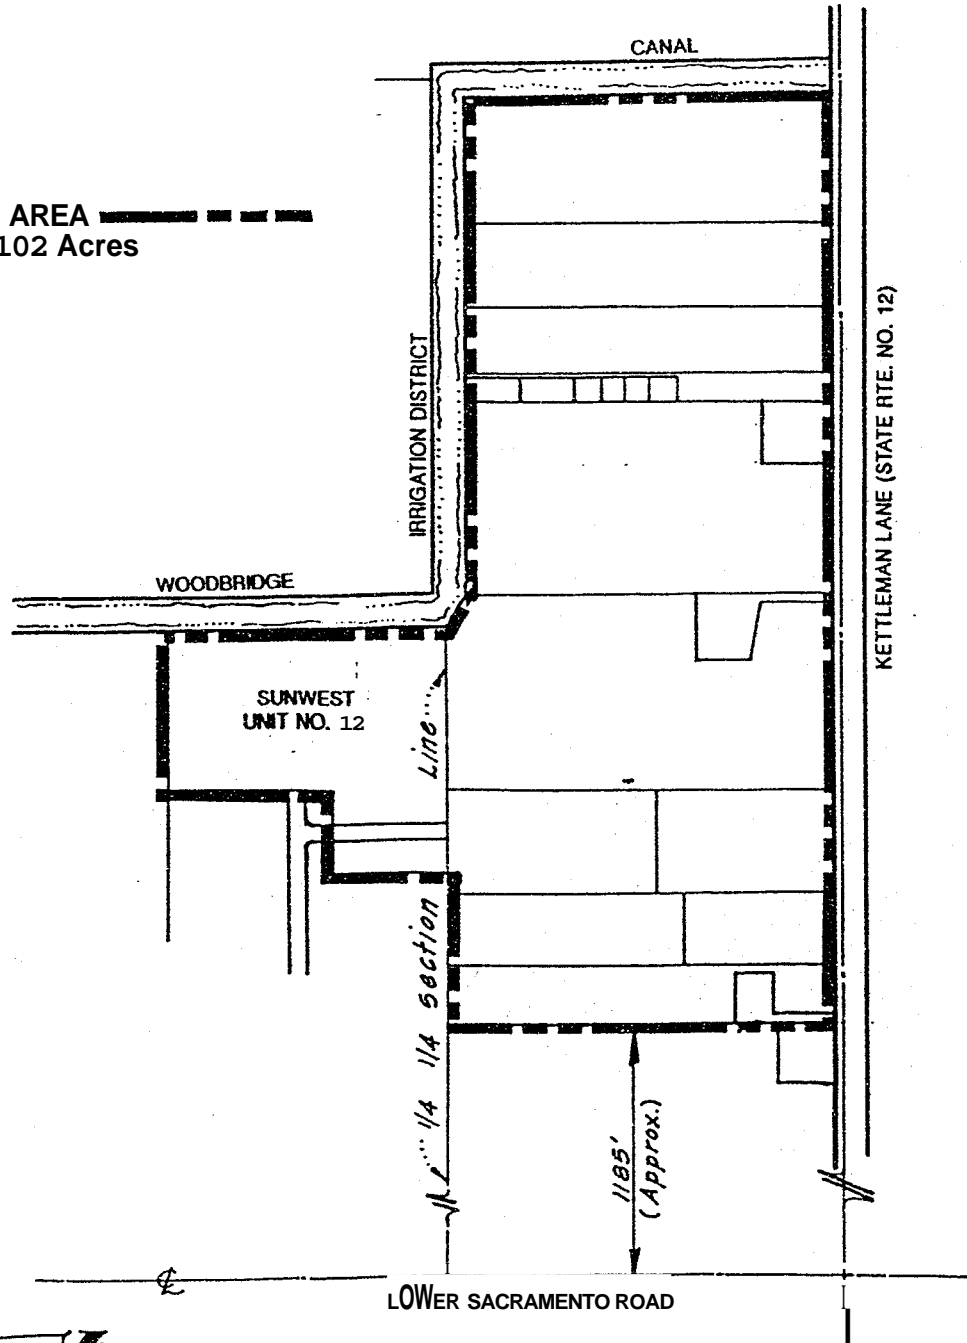 CANAL
AREA
102 Acres
IRRIGATION DISTRICT
KETTLEMAN LANE (STATE RTE. NO. 12)
WOODBRIDGE
SUNWEST
UNIT NO. 12
1/4 1/4 Section Line
1185'
(Approx.)
℄
LOWER SACRAMENTO ROAD